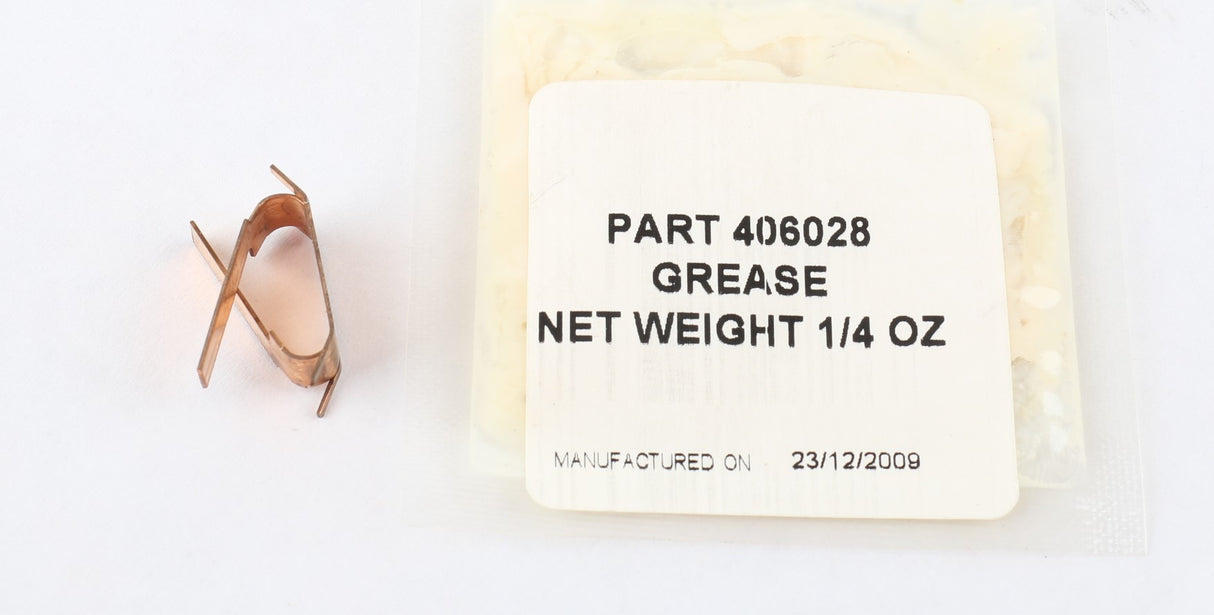 PART 406028
GREASE
NET WEIGHT 1/4 OZ
MANUFACTURED ON 23/12/2009